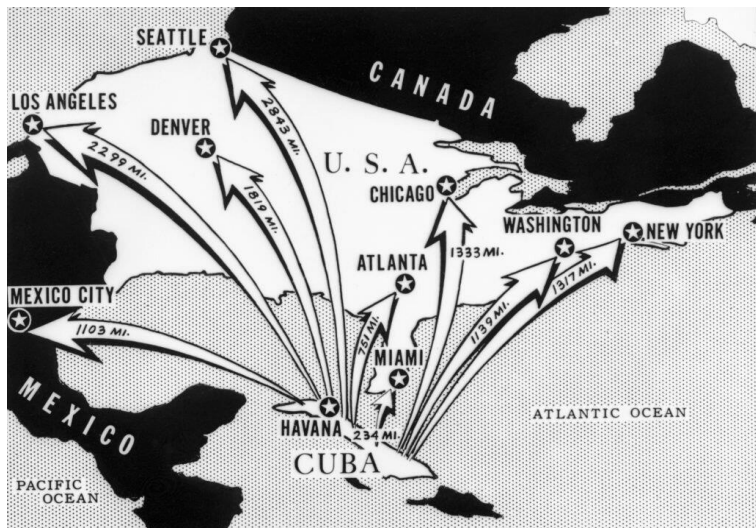 SEATTLE
CANADA
LOS ANGELES
2843 MI.
DENVER
2299 MI.
U. S. A.
1819 MI.
CHICAGO
WASHINGTON
NEW YORK
1333 MI.
ATLANTA
MEXICO CITY
1317 MI.
1139 MI.
1103 MI.
751 MI.
MIAMI
MEXICO
HAVANA
ATLANTIC OCEAN
234 MI.
CUBA
PACIFIC
OCEAN